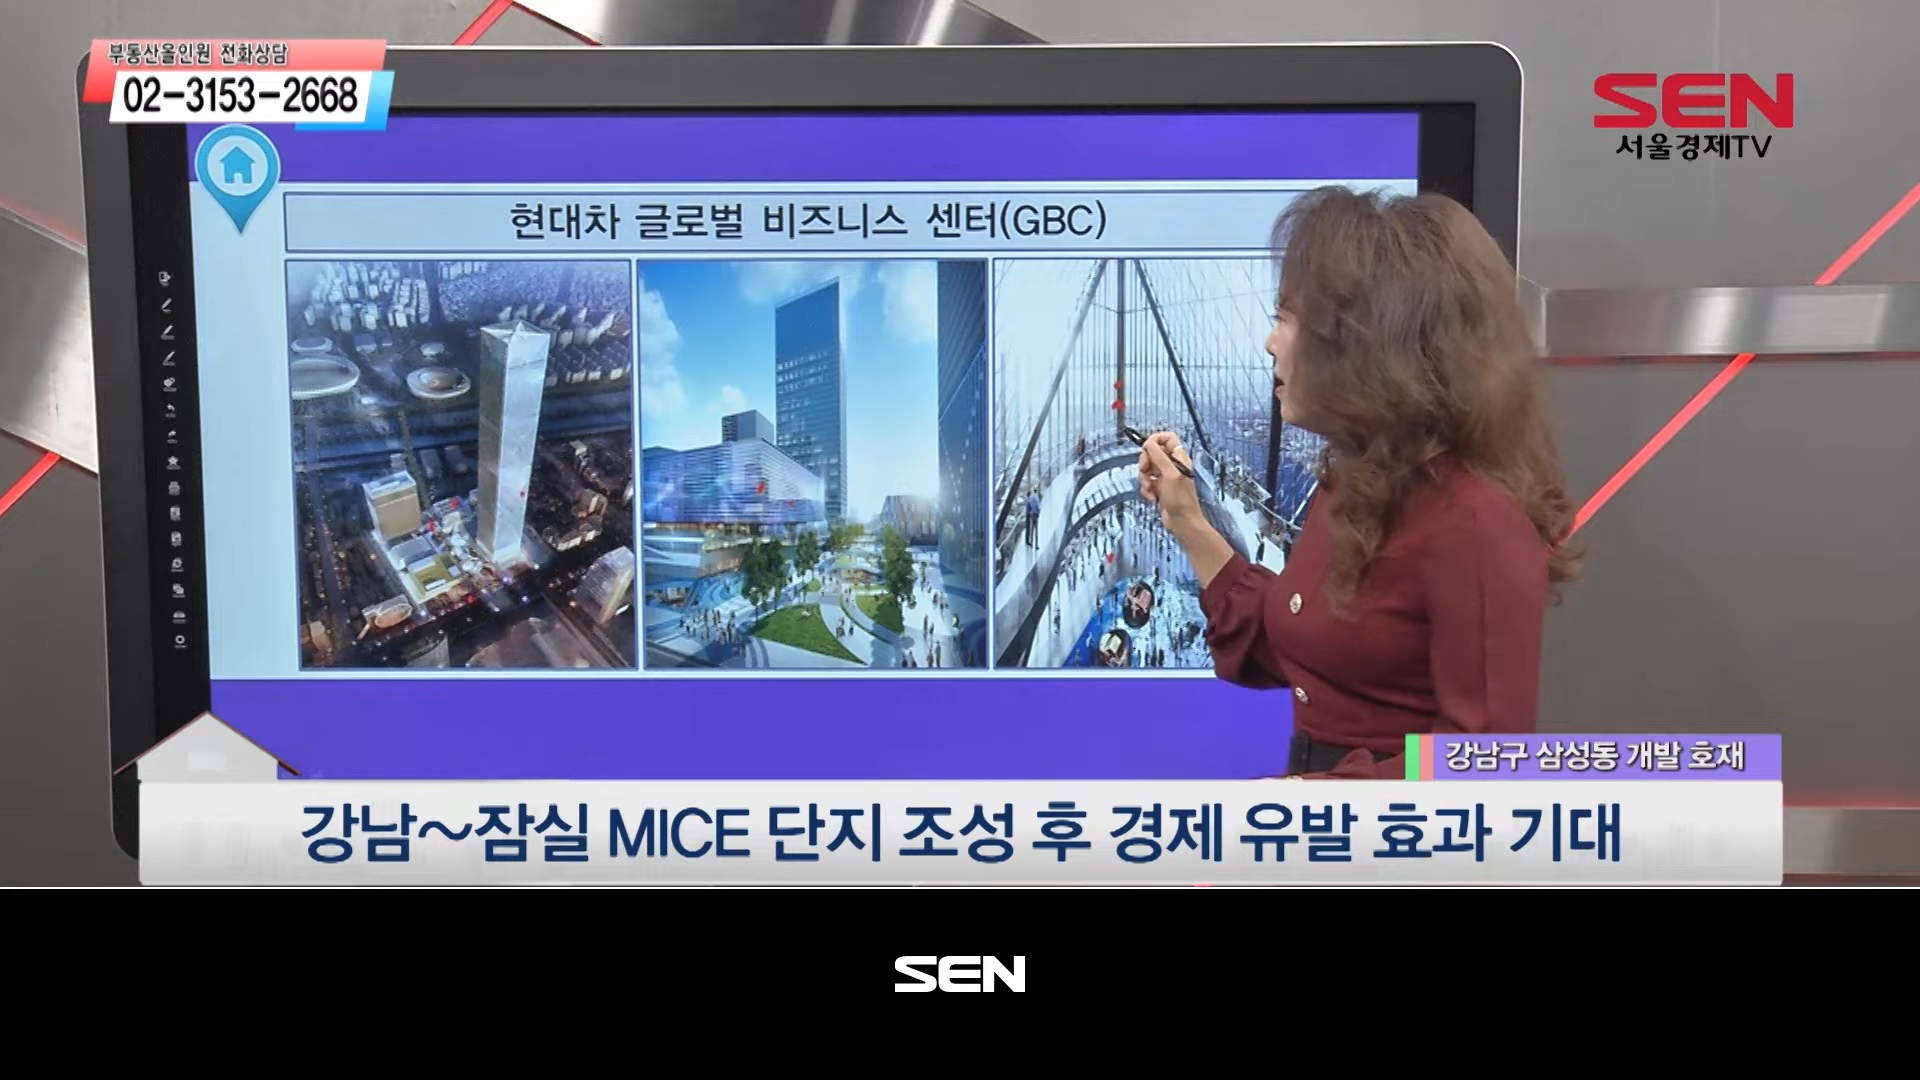 부동산올인원 전화상담
02-3153-2668
SEN
서울경제TV
현대차 글로벌 비즈니스 센터(GBC)
강남구 삼성동 개발 호재
강남~잠실 MICE 단지 조성 후 경제 유발 효과 기대
SEN